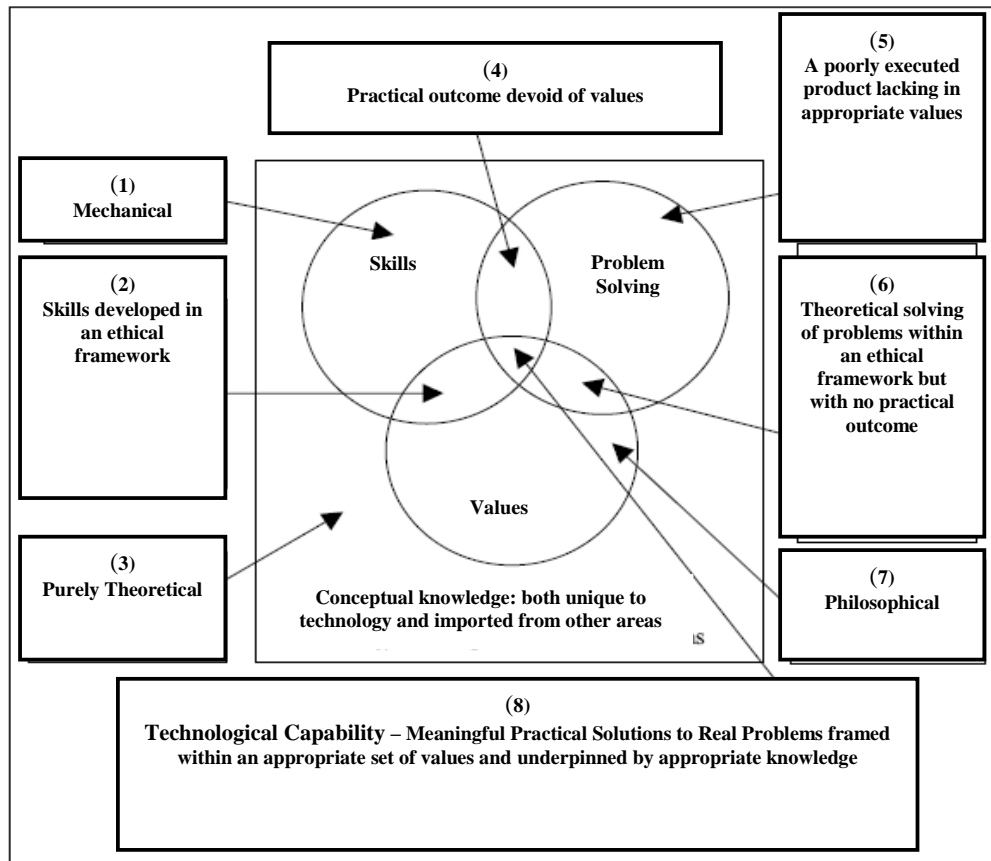 (4)
Practical outcome devoid of values
(5)
A poorly executed
product lacking in
appropriate values
(1)
Mechanical
Skills
Problem
Solving
(2)
Skills developed in
an ethical
framework
(6)
Theoretical solving
of problems within
an ethical
framework but
with no practical
outcome
Values
(3)
Purely Theoretical
(7)
Philosophical
Conceptual knowledge: both unique to
technology and imported from other areas
(8)
Technological Capability – Meaningful Practical Solutions to Real Problems framed
within an appropriate set of values and underpinned by appropriate knowledge